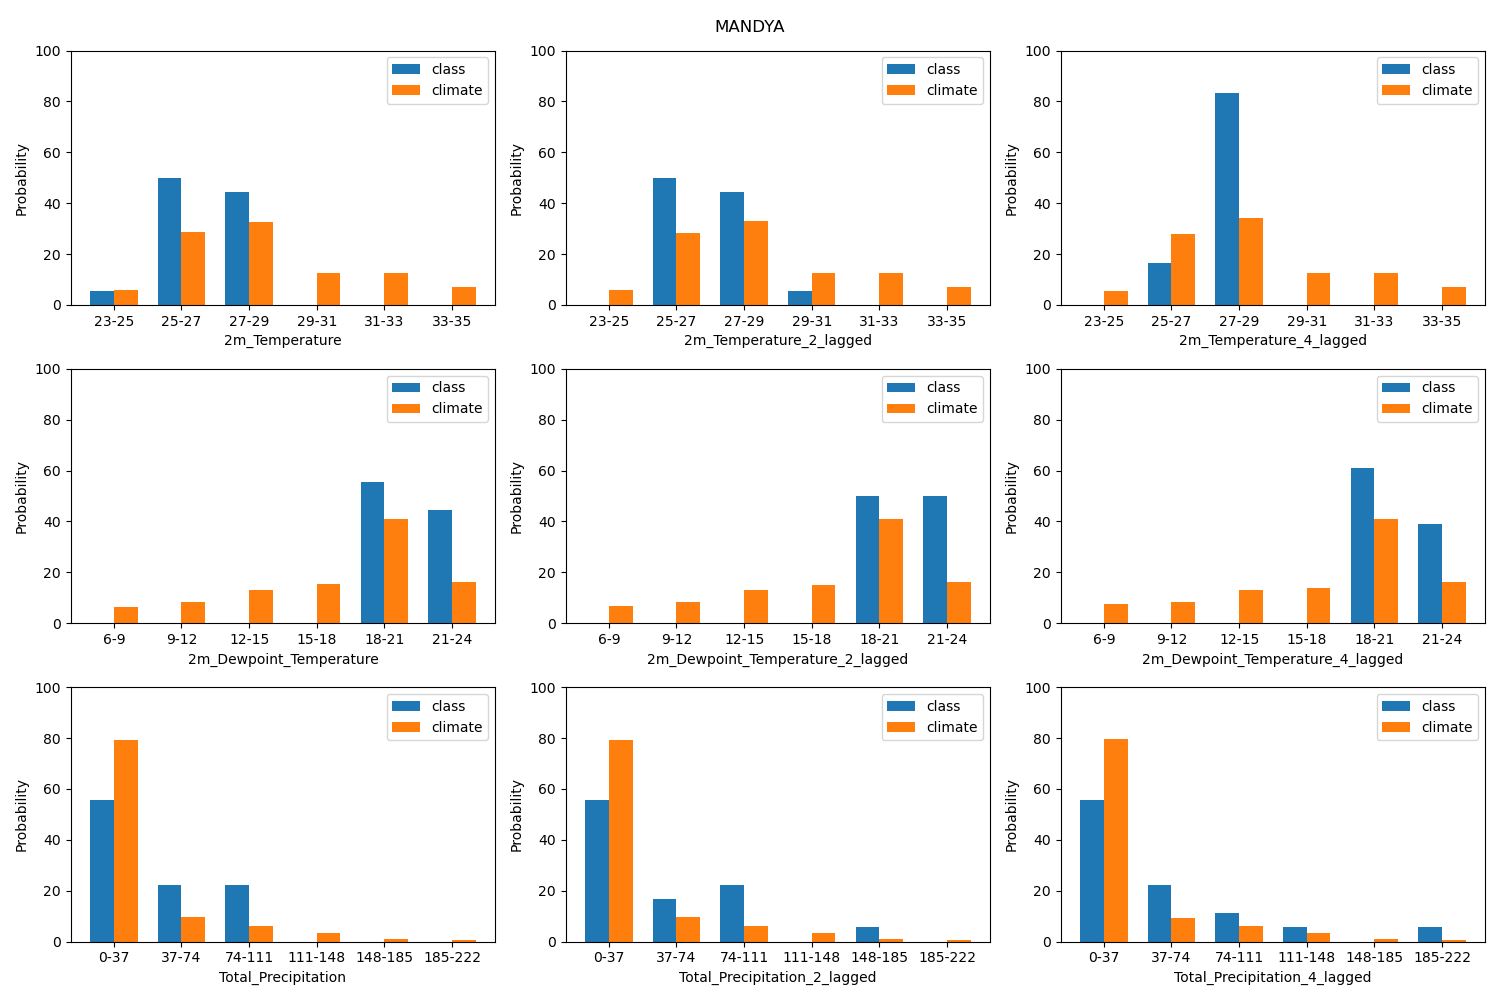 MANDYA
100
80
60
40
20
0
Probability
class
climate
23-25 25-27 27-29 29-31 31-33 33-35
2m_Temperature
100
80
60
40
20
0
Probability
class
climate
23-25 25-27 27-29 29-31 31-33 33-35
2m_Temperature_2_lagged
100
80
60
40
20
0
Probability
class
climate
23-25 25-27 27-29 29-31 31-33 33-35
2m_Temperature_4_lagged
100
80
60
40
20
0
Probability
class
climate
6-9 9-12 12-15 15-18 18-21 21-24
2m_Dewpoint_Temperature
100
80
60
40
20
0
Probability
class
climate
6-9 9-12 12-15 15-18 18-21 21-24
2m_Dewpoint_Temperature_2_lagged
100
80
60
40
20
0
Probability
class
climate
6-9 9-12 12-15 15-18 18-21 21-24
2m_Dewpoint_Temperature_4_lagged
100
80
60
40
20
0
Probability
class
climate
0-37 37-74 74-111 111-148 148-185 185-222
Total_Precipitation
100
80
60
40
20
0
Probability
class
climate
0-37 37-74 74-111 111-148 148-185 185-222
Total_Precipitation_2_lagged
100
80
60
40
20
0
Probability
class
climate
0-37 37-74 74-111 111-148 148-185 185-222
Total_Precipitation_4_lagged